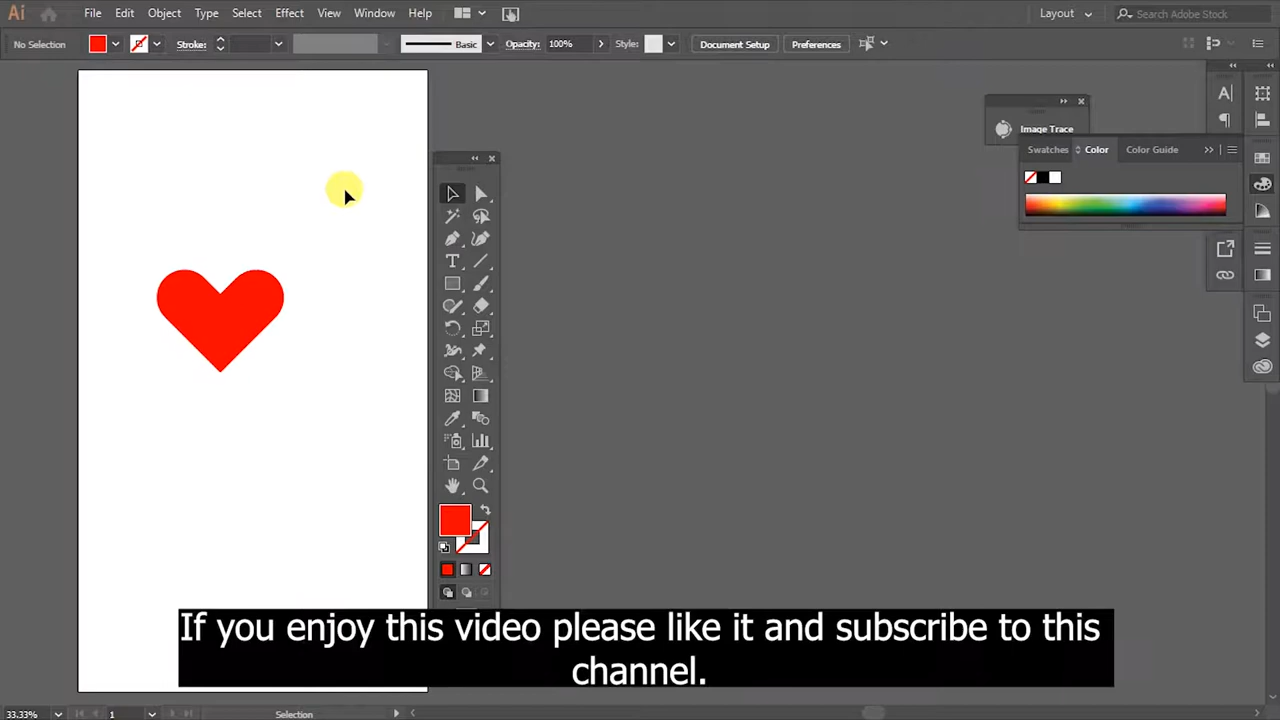 Ai File Edit Object Type Select Effect View Window Help Layout Search Adobe Stock
No Selection Stroke: Basic Opacity: 100% Style: Document Setup Preferences
Image Trace
Swatches Color Color Guide
If you enjoy this video please like it and subscribe to this
channel.
33.33% 1 Selection